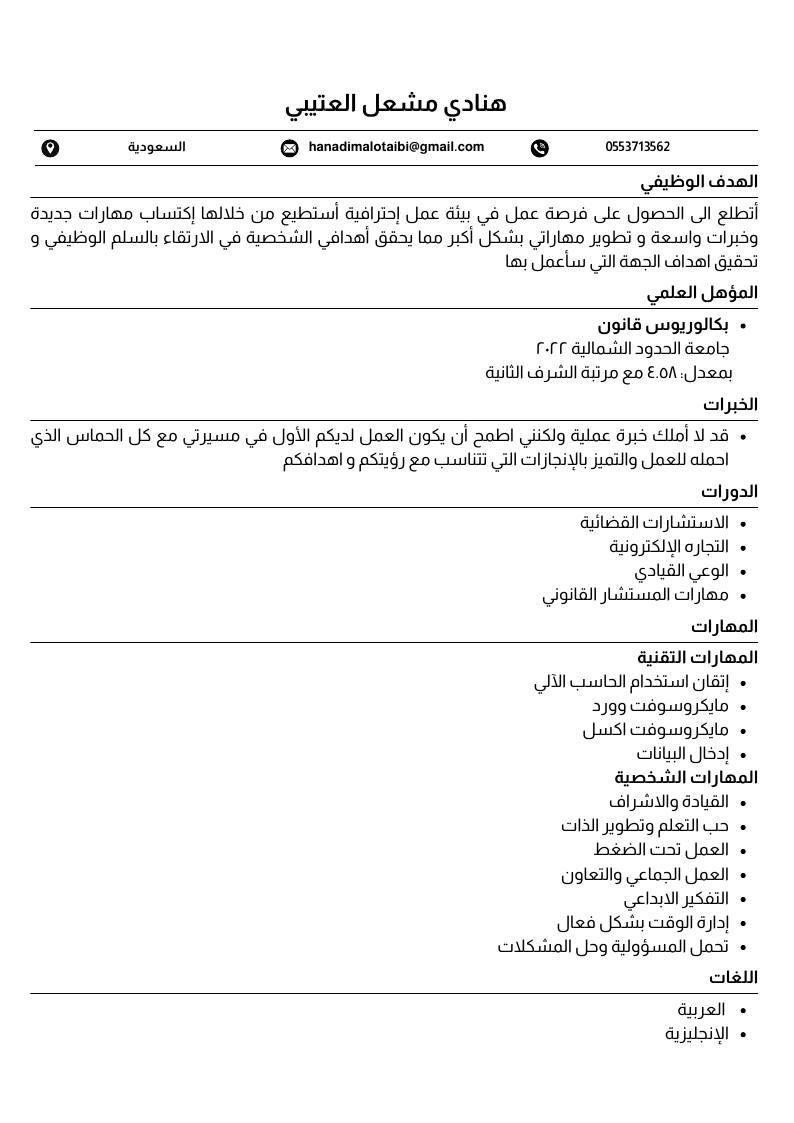 هنادي مشعل العتيبي
0553713562 hanadimalotaibi@gmail.com السعودية
الهدف الوظيفي
أتطلع الى الحصول على فرصة عمل في بيئة عمل إحترافية أستطيع من خلالها إكتساب مهارات جديدة
وخبرات واسعة و تطوير مهاراتي بشكل أكبر مما يحقق أهدافي الشخصية في الارتقاء بالسلم الوظيفي و
تحقيق اهداف الجهة التي سأعمل بها
المؤهل العلمي
• بكالوريوس قانون
جامعة الحدود الشمالية ٢٠٢٢
بمعدل: ٤.٥٨ مع مرتبة الشرف الثانية
الخبرات
• قد لا أملك خبرة عملية ولكنني اطمح أن يكون العمل لديكم الأول في مسيرتي مع كل الحماس الذي
احمله للعمل والتميز بالإنجازات التي تتناسب مع رؤيتكم و اهدافكم
الدورات
• الاستشارات القضائية
• التجاره الإلكترونية
• الوعي القيادي
• مهارات المستشار القانوني
المهارات
المهارات التقنية
• إتقان استخدام الحاسب الآلي
• مايكروسوفت وورد
• مايكروسوفت اكسل
• إدخال البيانات
المهارات الشخصية
• القيادة والاشراف
• حب التعلم وتطوير الذات
• العمل تحت الضغط
• العمل الجماعي والتعاون
• التفكير الابداعي
• إدارة الوقت بشكل فعال
• تحمل المسؤولية وحل المشكلات
اللغات
• العربية
• الإنجليزية